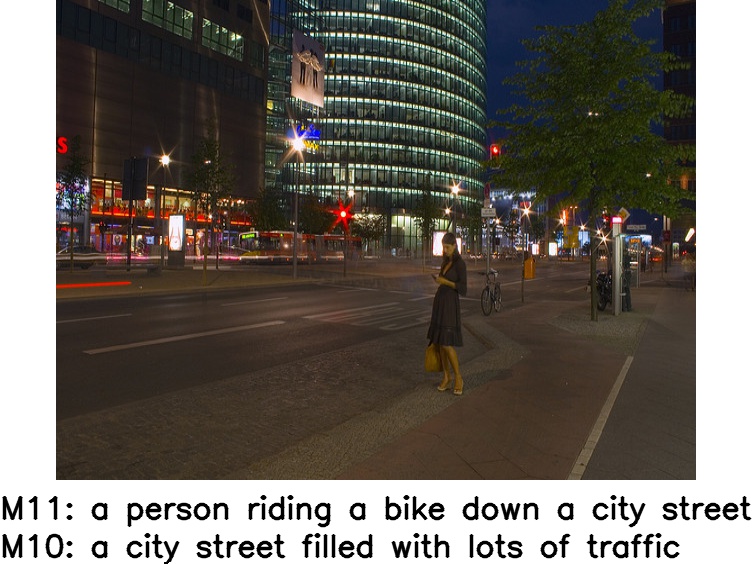 S
M11: a person riding a bike down a city street
M10: a city street filled with lots of traffic